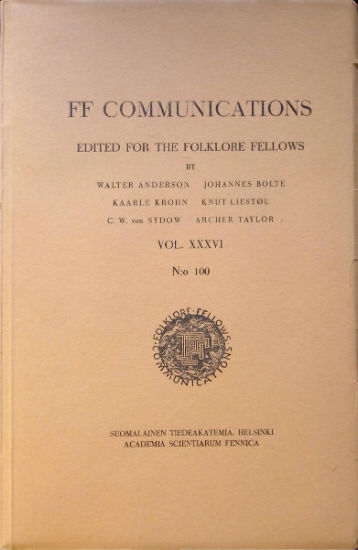 FF COMMUNICATIONS
EDITED FOR THE FOLKLORE FELLOWS
BY
WALTER ANDERSON JOHANNES BOLTE
KAARLE KROHN KNUT LIESTØL
C. W. von SYDOW ARCHER TAYLOR
VOL. XXXVI
N:o 100
·FOLKLORE·FELLOWS·
COMMUNICATIONS
SUOMALAINEN TIEDEAKATEMIA, HELSINKI
ACADEMIA SCIENTIARUM FENNICA